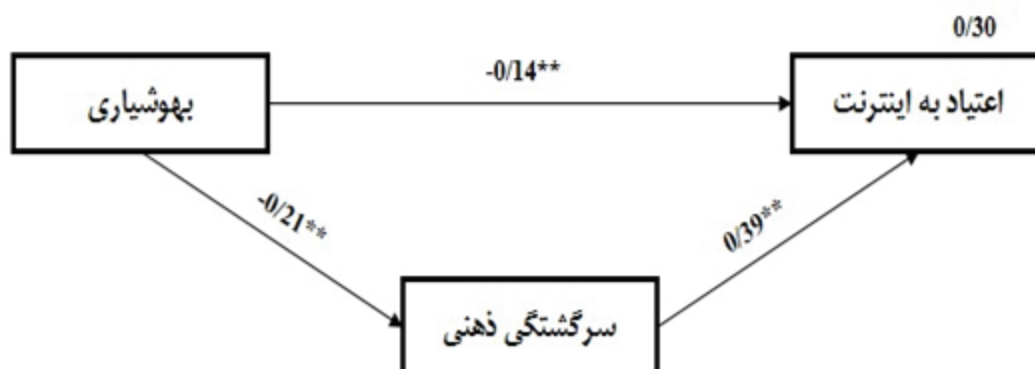 0/30
-0/14**
بهوشیاری
اعتیاد به اینترنت
-0/21**
0/39**
سرگشتگی ذهنی